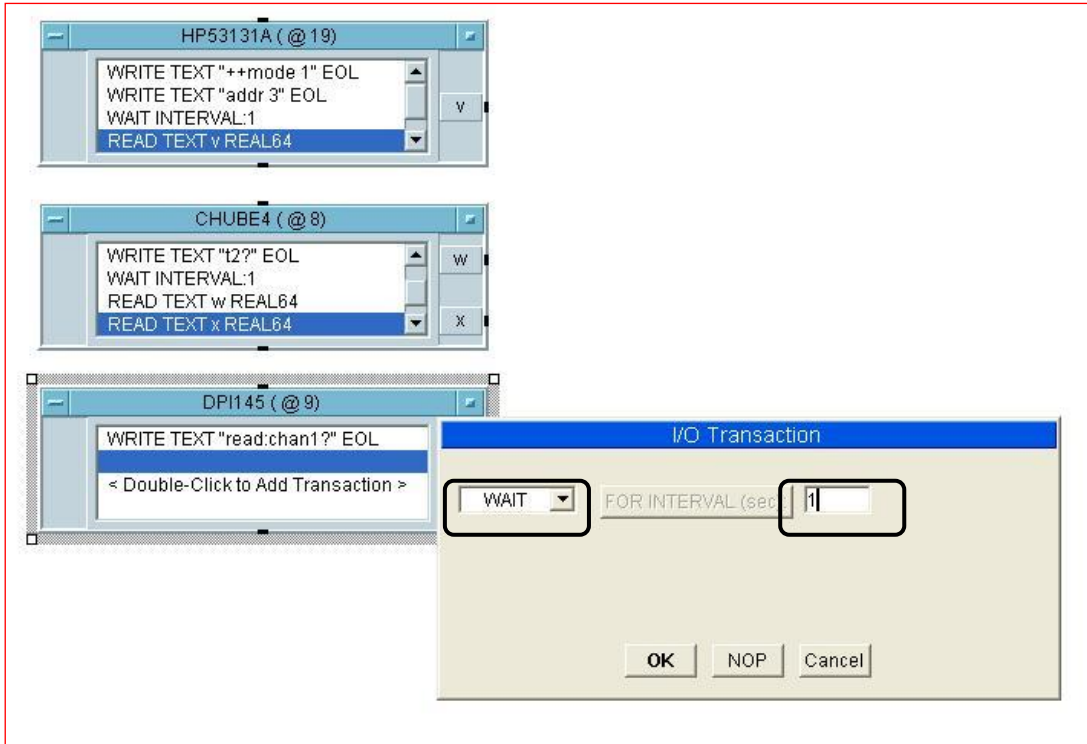 HP53131A ( @ 19)
WRITE TEXT "++mode 1" EOL
WRITE TEXT "addr 3" EOL
WAIT INTERVAL:1
READ TEXT v REAL64
V
CHUBE4 ( @ 8)
WRITE TEXT "t2?" EOL
WAIT INTERVAL:1
READ TEXT w REAL64
READ TEXT x REAL64
W
X
DPI145 ( @ 9)
WRITE TEXT "read:chan1?" EOL
< Double-Click to Add Transaction >
I/O Transaction
WAIT FOR INTERVAL (sec): 1
OK NOP Cancel